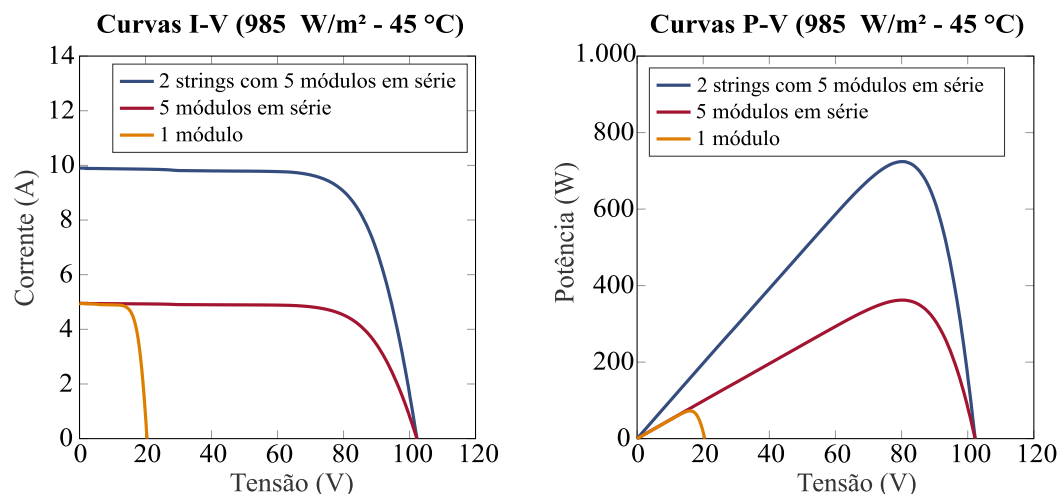 Curvas I-V (985 W/m² - 45 °C)
14
12
10
8
6
4
2
0
Corrente (A)
2 strings com 5 módulos em série
5 módulos em série
1 módulo
0 20 40 60 80 100 120
Tensão (V)
Curvas P-V (985 W/m² - 45 °C)
1.000
800
600
400
200
0.000
Potência (W)
2 strings com 5 módulos em série
5 módulos em série
1 módulo
0 20 40 60 80 100 120
Tensão (V)